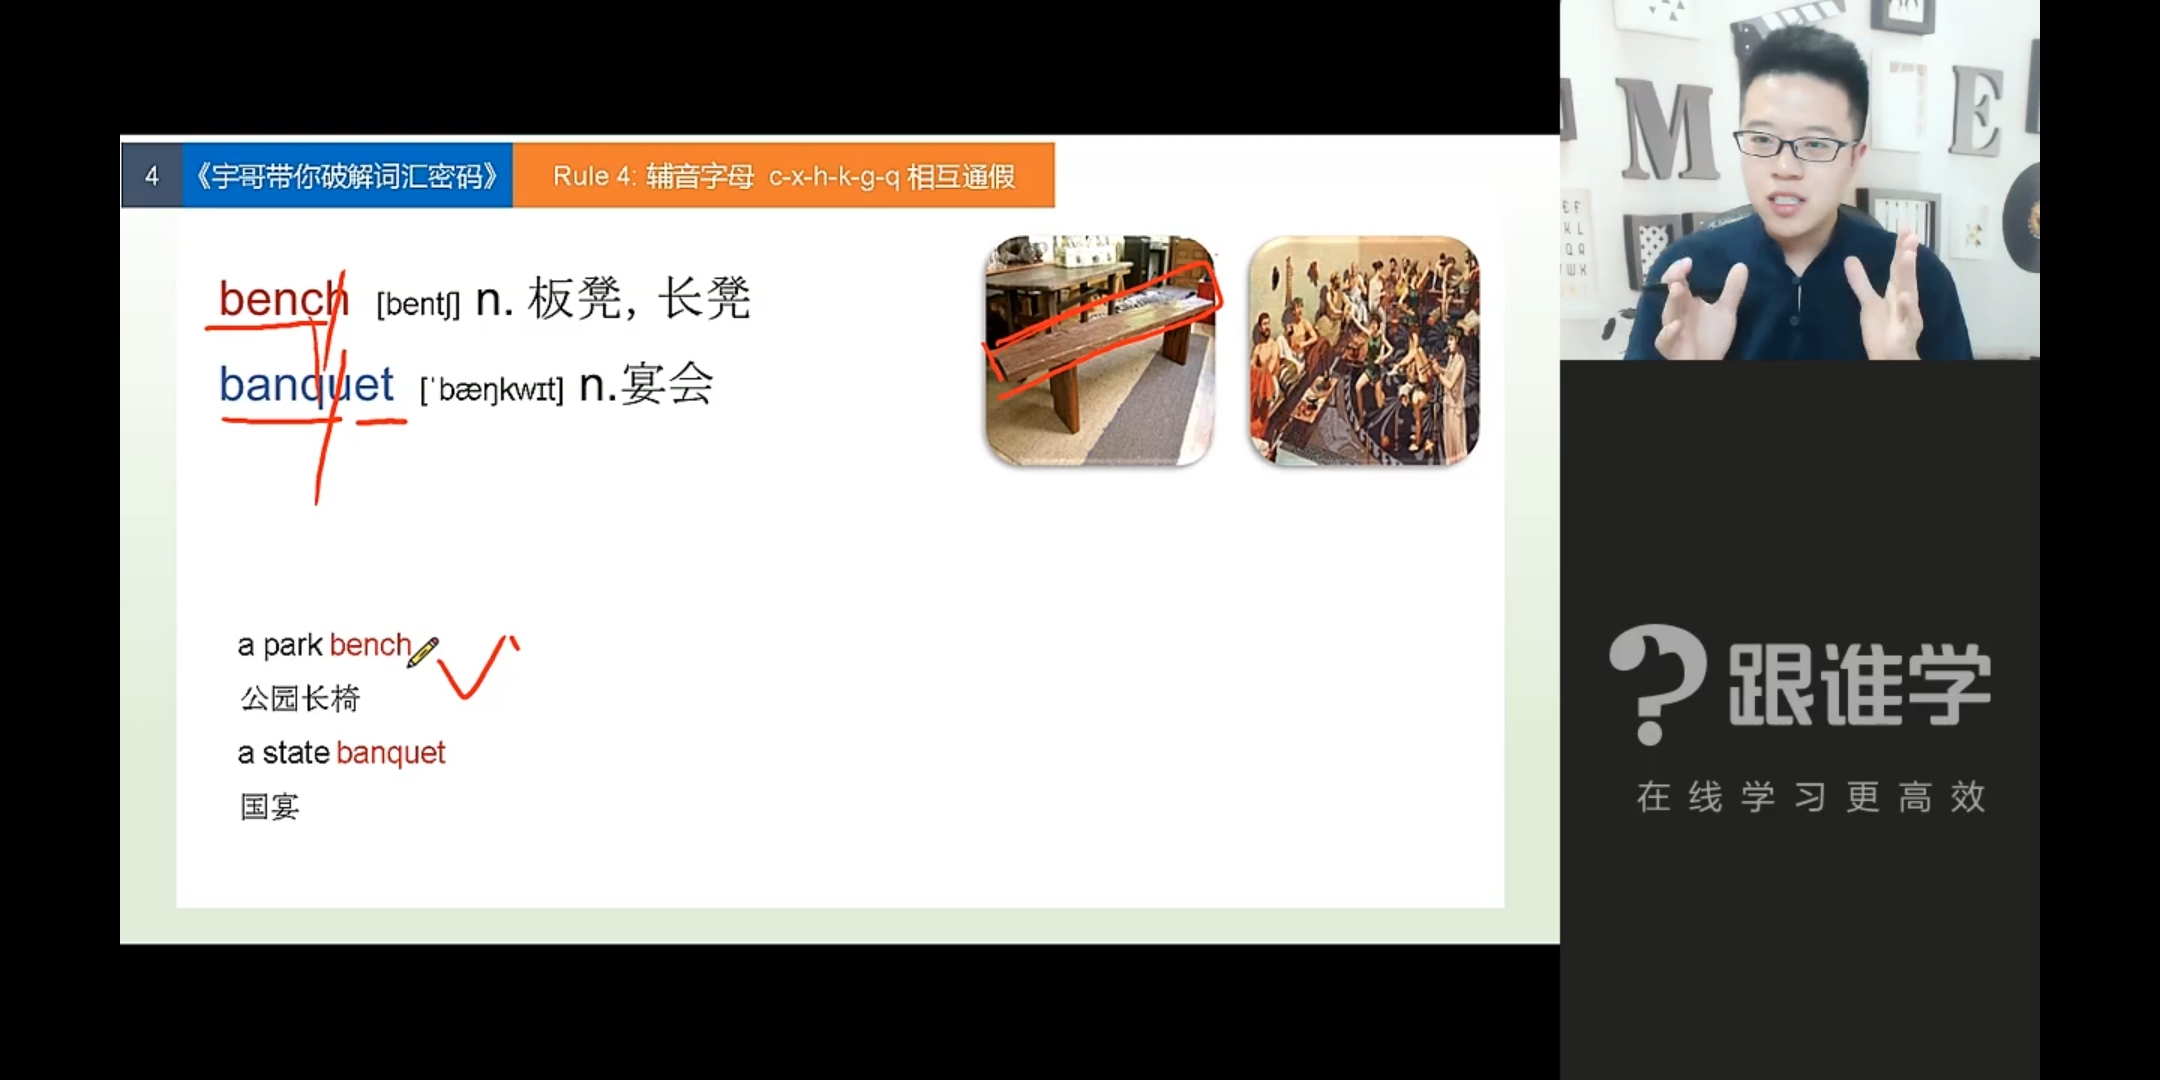 4 《宇哥带你破解词汇密码》 Rule 4: 辅音字母 c-x-h-k-g-q 相互通假
bench [bentʃ] n. 板凳, 长凳
banquet [ˈbæŋkwɪt] n.宴会
a park bench
公园长椅
a state banquet
国宴
M E
跟谁学
在线学习更高效